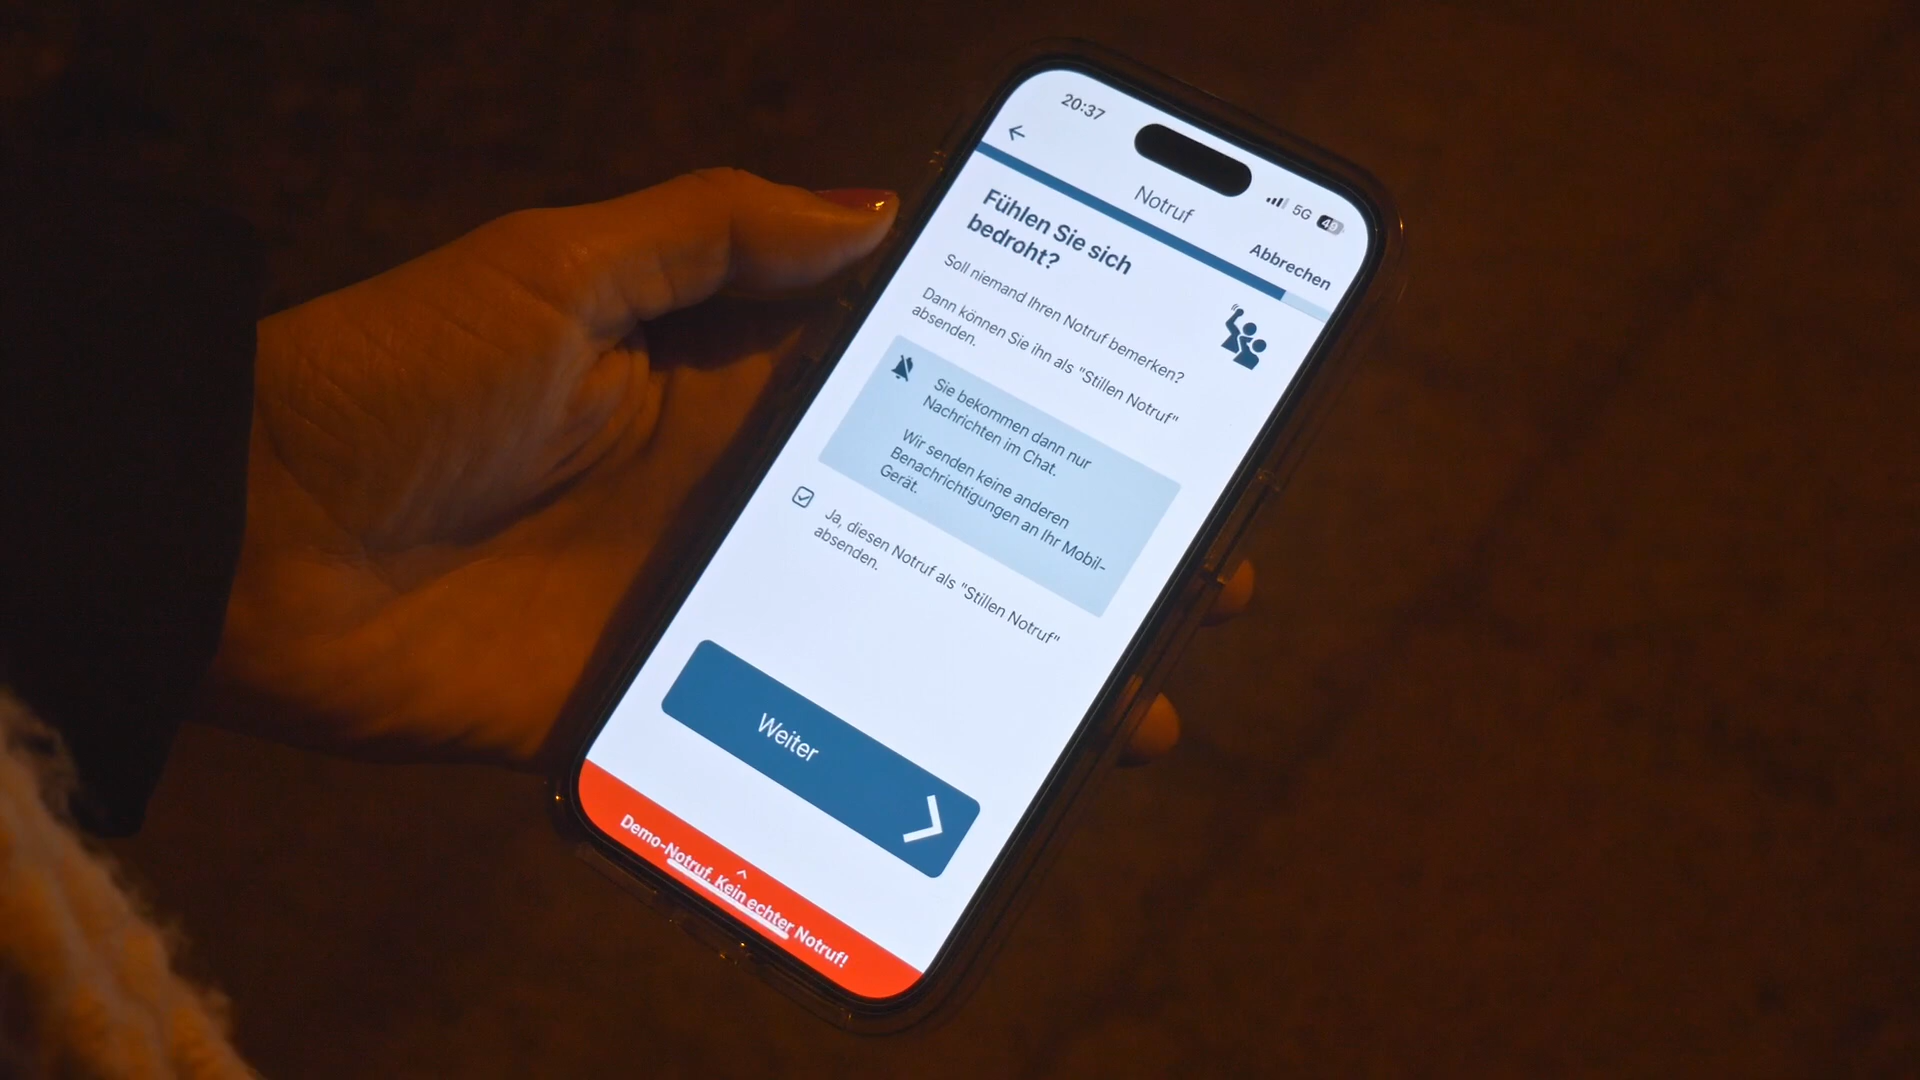 20:37
5G 49
Notruf
Abbrechen
Fühlen Sie sich
bedroht?
Soll niemand Ihren Notruf bemerken?
Dann können Sie ihn als "Stillen Notruf"
absenden.
Sie bekommen dann nur
Nachrichten im Chat.
Wir senden keine anderen
Benachrichtigungen an Ihr Mobil-
Gerät.
Ja, diesen Notruf als "Stillen Notruf"
absenden.
Weiter
Demo-Notruf. Kein echter Notruf!